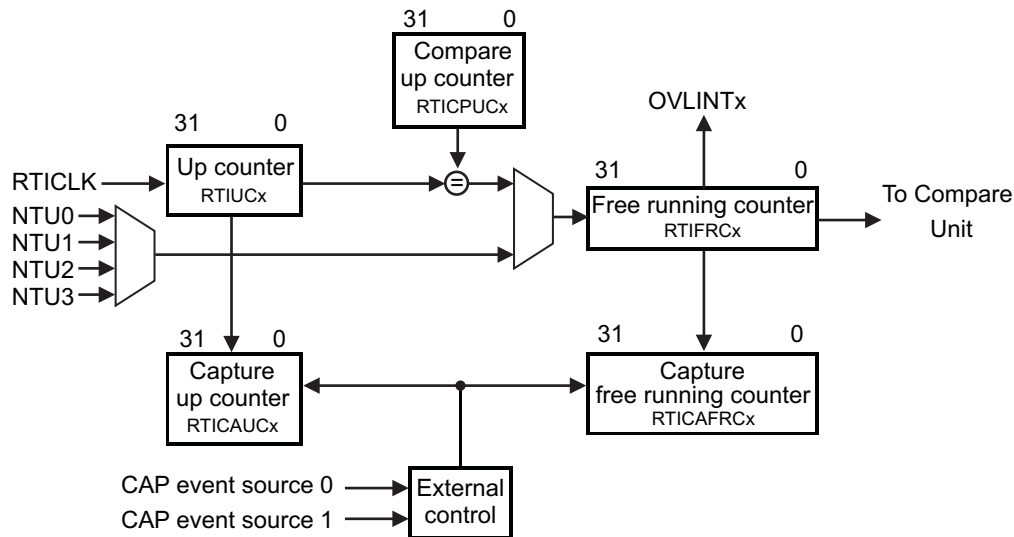 31 0
Compare
up counter
RTICPUCx
OVLINTx
31 0
Up counter
RTIUCx
RTICLK
NTU0
NTU1
NTU2
NTU3
=
31 0
Free running counter
RTIFRCx
To Compare
Unit
31 0
Capture
up counter
RTICAUCx
31 0
Capture
free running counter
RTICAFRCx
CAP event source 0
CAP event source 1
External
control